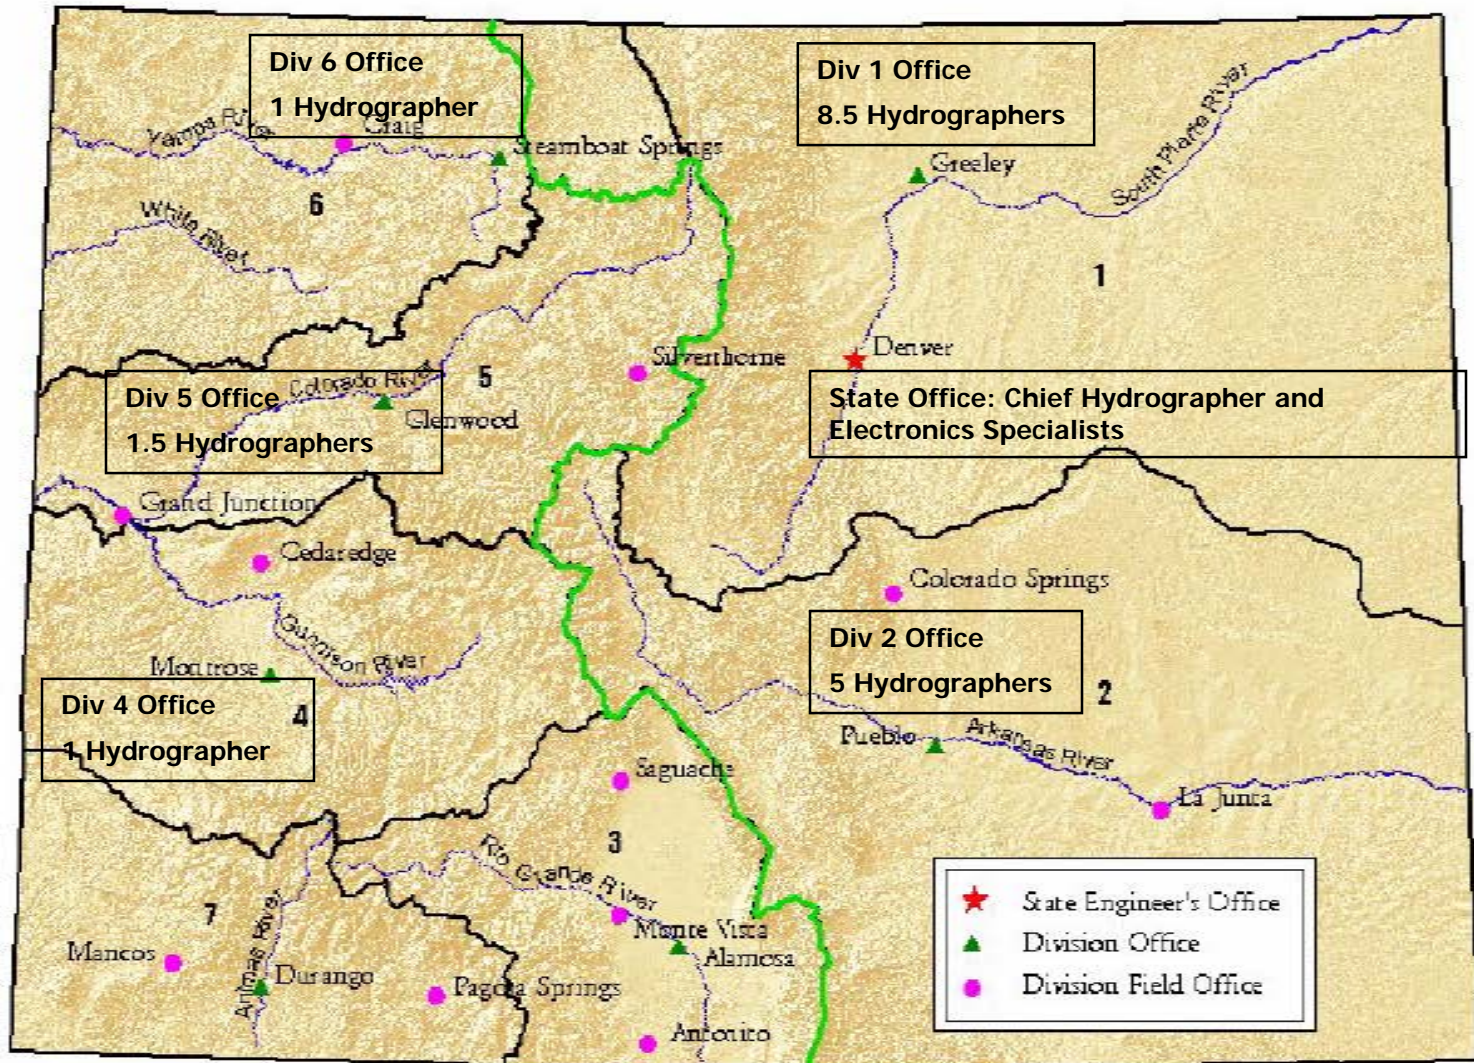 Div 6 Office
1 Hydrographer
Div 1 Office
8.5 Hydrographers
Yampa River
Craig
Steamboat Springs
Greeley
South Platte River
6
White River
1
Silverthorne
Denver
Colorado River
5
Div 5 Office
1.5 Hydrographers
Glenwood
State Office: Chief Hydrographer and
Electronics Specialists
Grand Junction
Cedaredge
Colorado Springs
Gunnison River
Montrose
Div 2 Office
5 Hydrographers
2
Div 4 Office
1 Hydrographer
4
Pueblo
Arkansas River
Saguache
La Junta
3
Rio Grande River
7
Animas River
Mancos
Durango
Pagosa Springs
Monte Vista
Alamosa
Antonito
State Engineer's Office
Division Office
Division Field Office